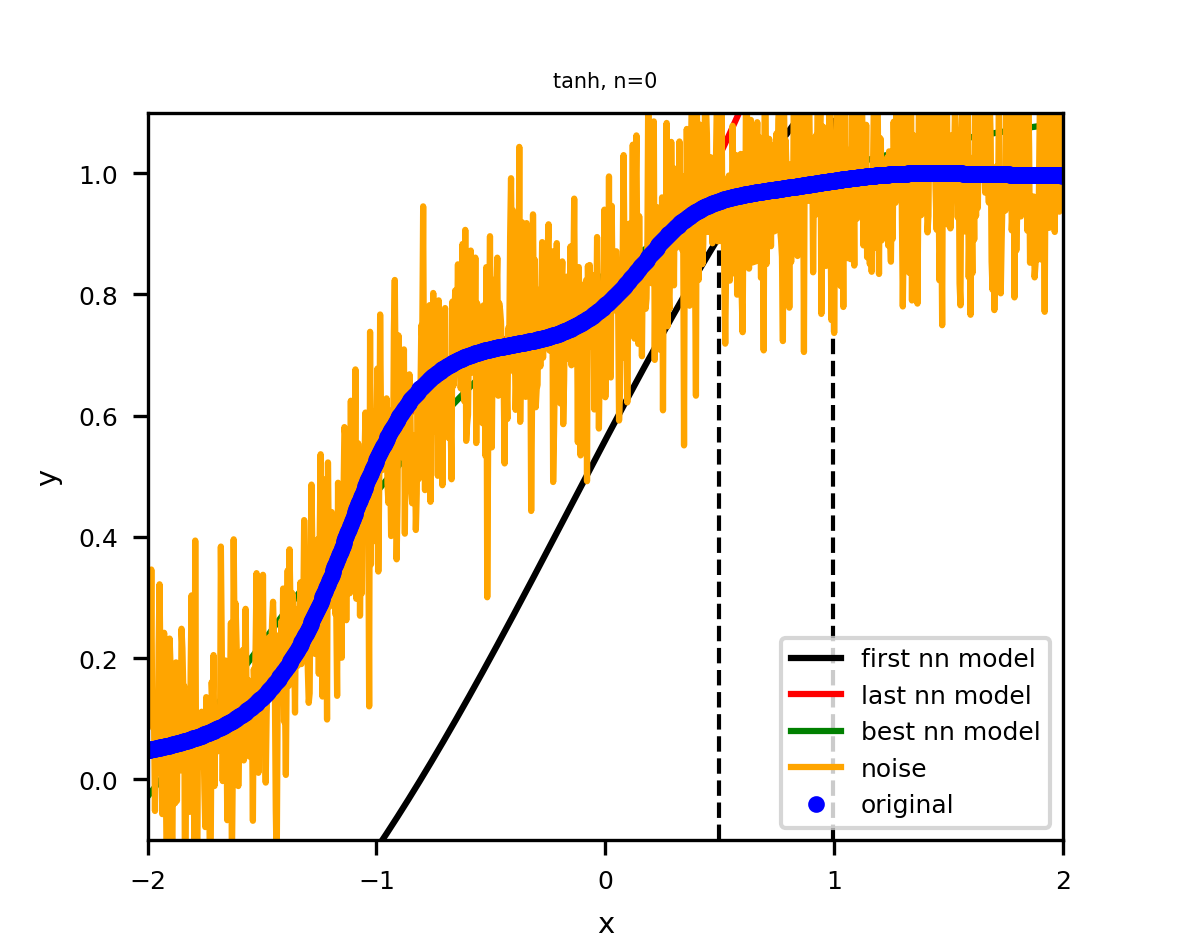 tanh, n=0
1.0
0.8
0.6
0.4
0.2
0.0
y
−2
−1
0
1
2
x
first nn model
last nn model
best nn model
noise
original